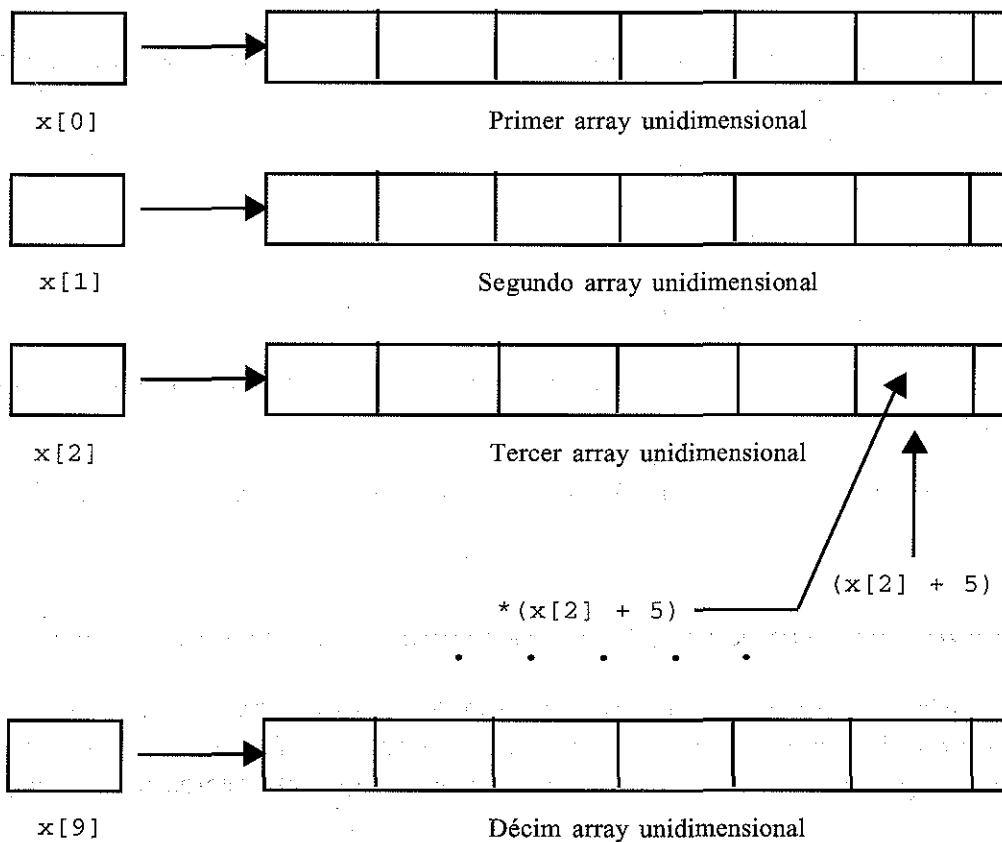 x[0]
Primer array unidimensional
x[1]
Segundo array unidimensional
x[2]
Tercer array unidimensional
(x[2] + 5)
*(x[2] + 5)
. . . . .
x[9]
Décim array unidimensional